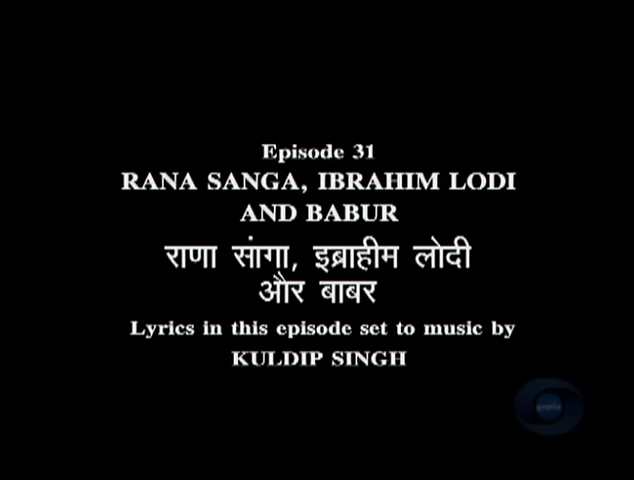 Episode 31
RANA SANGA, IBRAHIM LODI
AND BABUR
राणा सांगा, इब्राहीम लोदी
और बाबर
Lyrics in this episode set to music by
KULDIP SINGH